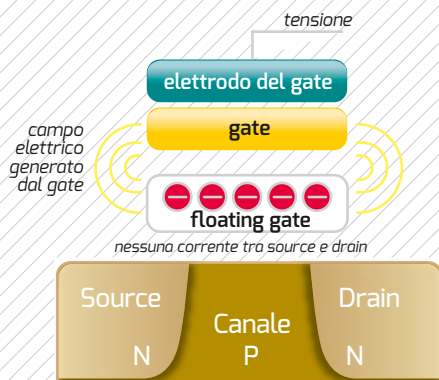 tensione
elettrodo del gate
gate
campo
elettrico
generato
dal gate
floating gate
nessuna corrente tra source e drain
Source
Drain
Canale
N
P
N